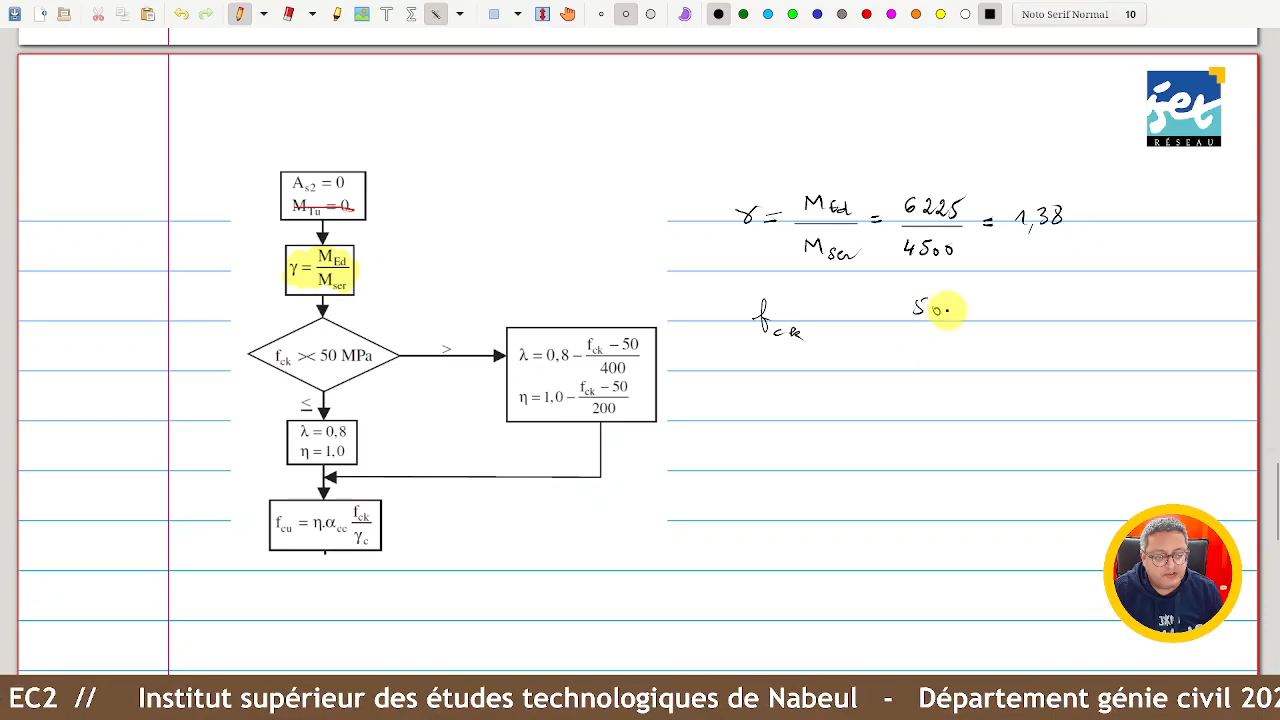 Noto Serif Normal 10
iset
RÉSEAU
A_s2 = 0
M_Tu = 0
γ = M_Ed / M_ser
f_ck >< 50 MPa
>
≤
λ = 0,8 − (f_ck − 50) / 400
η = 1,0 − (f_ck − 50) / 200
λ = 0,8
η = 1,0
f_cu = η.α_cc f_ck / γ_c
γ = M_Ed / M_ser = 6225 / 4500 = 1,38
f_ck 50.
EC2 // Institut supérieur des études technologiques de Nabeul - Département génie civil 202